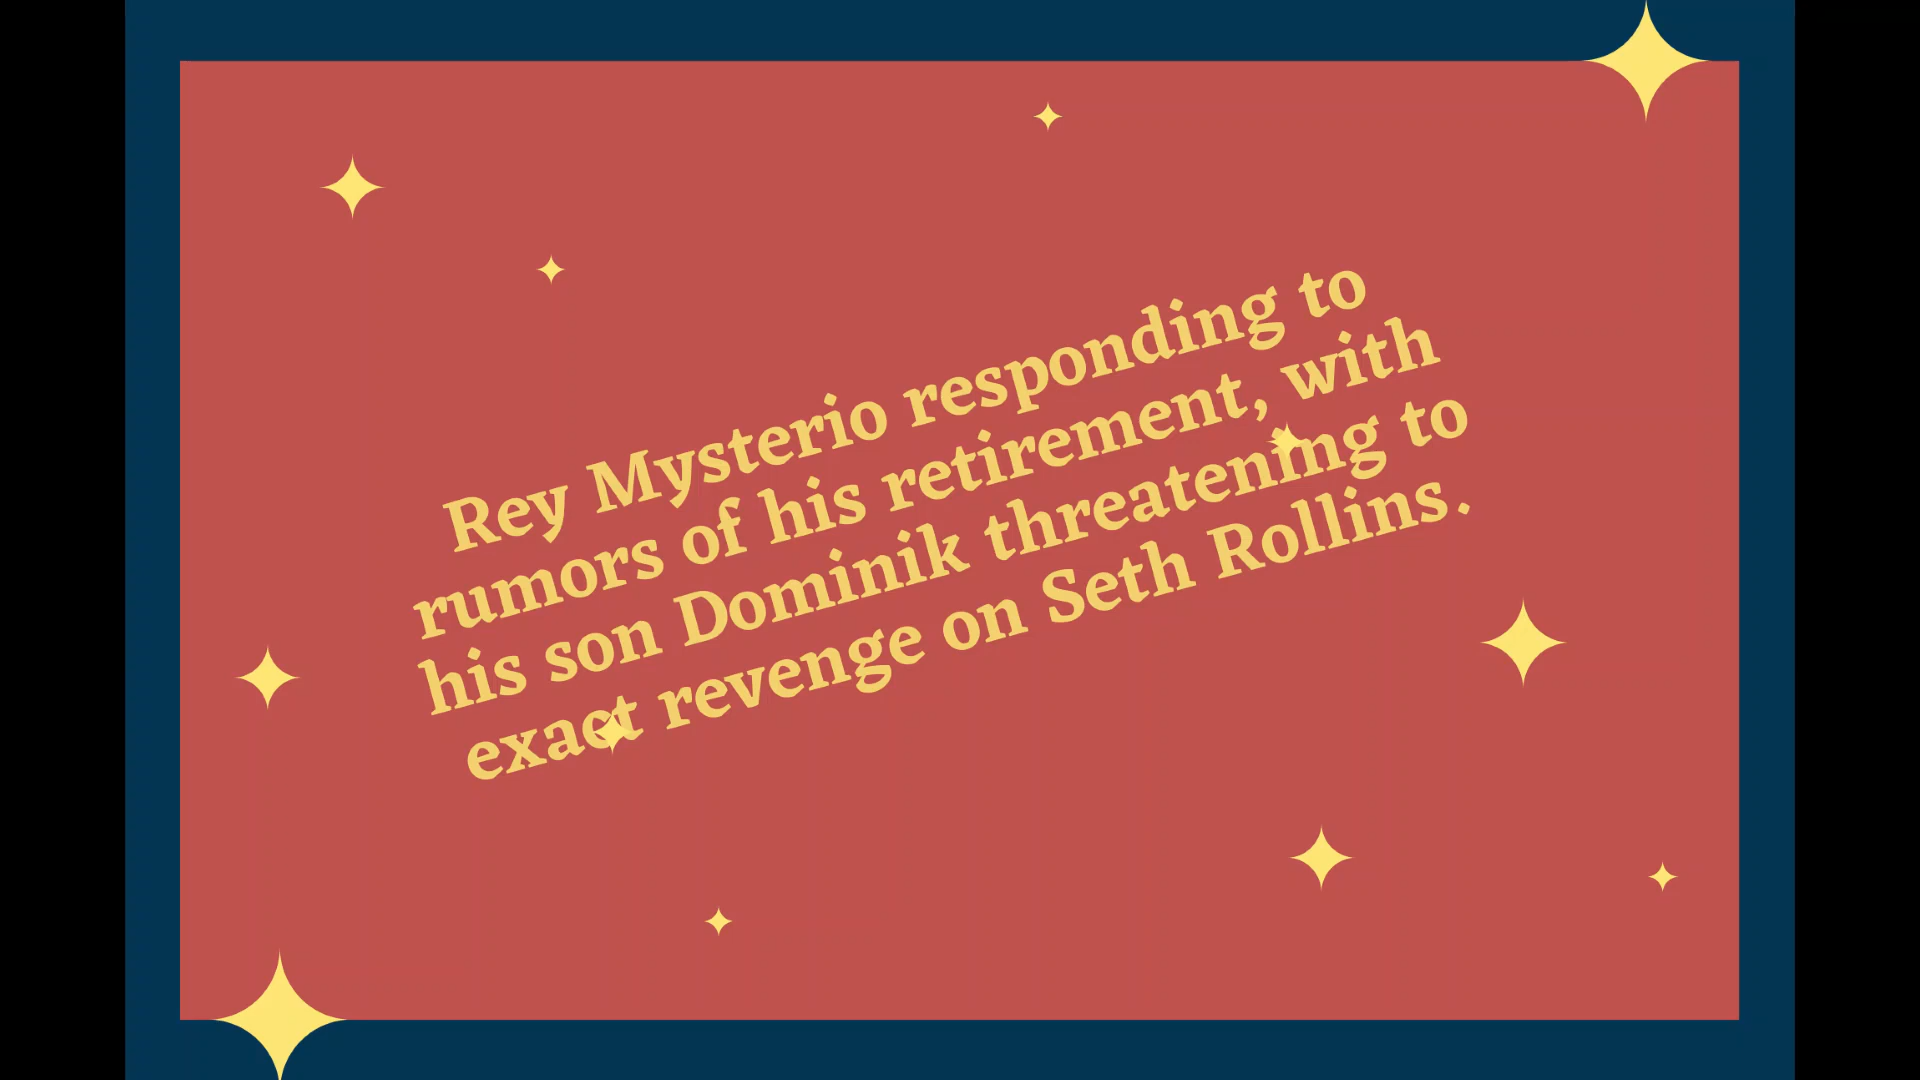 Rey Mysterio responding to
rumors of his retirement, with
his son Dominik threatening to
exact revenge on Seth Rollins.